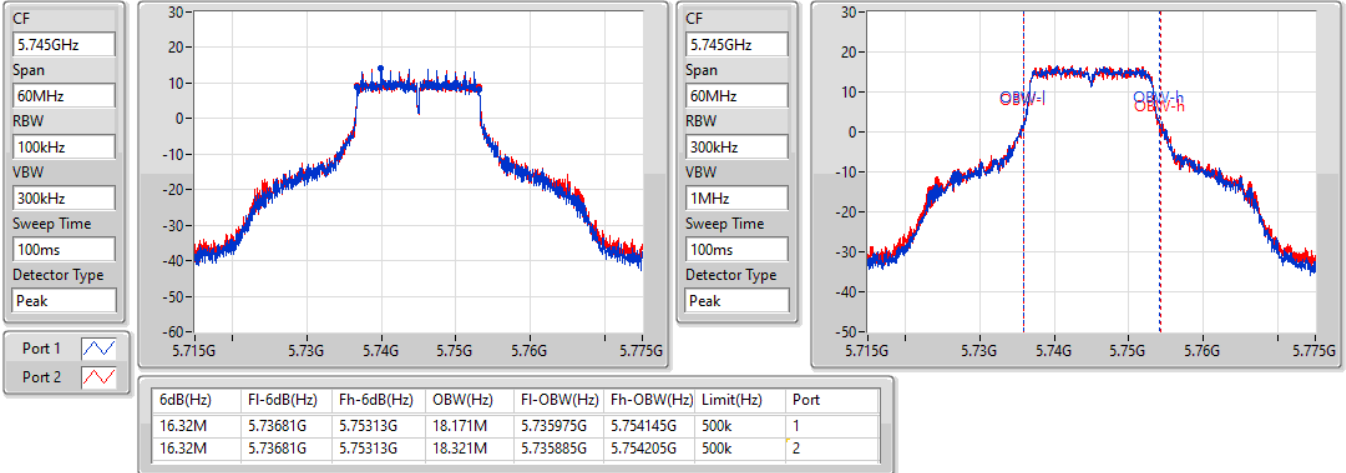 CF
5.745GHz
Span
60MHz
RBW
100kHz
VBW
300kHz
Sweep Time
100ms
Detector Type
Peak
Port 1
Port 2
30
20
10
0
-10
-20
-30
-40
-50
-60
5.715G 5.73G 5.74G 5.75G 5.76G 5.775G
CF
5.745GHz
Span
60MHz
RBW
300kHz
VBW
1MHz
Sweep Time
100ms
Detector Type
Peak
30
20
10
0
-10
-20
-30
-40
-50
OBW-l
OBW-l
OBW-h
OBW-h
5.715G 5.73G 5.74G 5.75G 5.76G 5.775G
6dB(Hz) Fl-6dB(Hz) Fh-6dB(Hz) OBW(Hz) Fl-OBW(Hz) Fh-OBW(Hz) Limit(Hz) Port
16.32M 5.73681G 5.75313G 18.171M 5.735975G 5.754145G 500k 1
16.32M 5.73681G 5.75313G 18.321M 5.735885G 5.754205G 500k 2